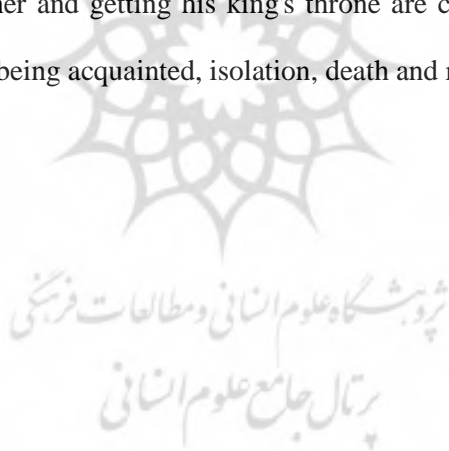 her and getting his king's throne are c
being acquainted, isolation, death and
پژوهشگاه علوم انسانی و مطالعات فرهنگی
پرتال جامع علوم انسانی